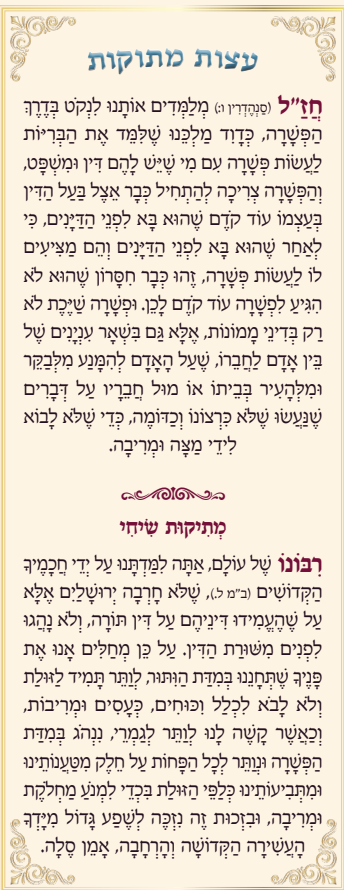 עצות מתוקות
חֲזַ"ל (סַנְהֶדְרִין ו:) מְלַמְּדִים אוֹתָנוּ לִנְקֹט בְּדֶרֶךְ
הַפְּשָׁרָה, כְּדָוִד מַלְכֵּנוּ שֶׁלִּמֵּד אֶת הַבְּרִיּוֹת
לַעֲשׂוֹת פְּשָׁרָה עִם מִי שֶׁיֵּשׁ לָהֶם דִּין וּמִשְׁפָּט,
וְהַפְּשָׁרָה צְרִיכָה לְהַתְחִיל כְּבָר אֵצֶל בַּעַל הַדִּין
בְּעַצְמוֹ עוֹד קֹדֶם שֶׁהוּא בָּא לִפְנֵי הַדַּיָּנִים, כִּי
לְאַחַר שֶׁהוּא בָּא לִפְנֵי הַדַּיָּנִים וְהֵם מַצִּיעִים
לוֹ לַעֲשׂוֹת פְּשָׁרָה, זֶהוּ כְּבָר חִסָּרוֹן שֶׁהוּא לֹא
הִגִּיעַ לִפְשָׁרָה עוֹד קֹדֶם לָכֵן. וּפְשָׁרָה שַׁיֶּכֶת לֹא
רַק בְּדִינֵי מָמוֹנוֹת, אֶלָּא גַּם בִּשְׁאָר עִנְיָנִים שֶׁל
בֵּין אָדָם לַחֲבֵרוֹ, שֶׁעַל הָאָדָם לְהִמָּנַע מִלְּבַקֵּר
וּמִלְּהָעִיר בְּבֵיתוֹ אוֹ מוּל חֲבֵרָיו עַל דְּבָרִים
שֶׁנַּעֲשׂוּ שֶׁלֹּא כִּרְצוֹנוֹ וְכַדּוֹמֶה, כְּדֵי שֶׁלֹּא לָבוֹא
לִידֵי מַצָּה וּמְרִיבָה.
מְתִיקוּת שִׂיחִי
רִבּוֹנוֹ שֶׁל עוֹלָם, אַתָּה לִמַּדְתָּנוּ עַל יְדֵי חֲכָמֶיךָ
הַקְּדוֹשִׁים (ב"מ ל.), שֶׁלֹּא חָרְבָה יְרוּשָׁלַיִם אֶלָּא
עַל שֶׁהֶעֱמִידוּ דִּינֵיהֶם עַל דִּין תּוֹרָה, וְלֹא נָהֲגוּ
לִפְנִים מִשּׁוּרַת הַדִּין. עַל כֵּן מְחַלִּים אָנוּ אֶת
פָּנֶיךָ שֶׁתְּחָנֵנוּ בְּמִדַּת הַוִּתּוּר, לְוַתֵּר תָּמִיד לַזּוּלַת
וְלֹא לָבֹא לִכְלַל וִכּוּחִים, כְּעָסִים וּמְרִיבוֹת,
וְכַאֲשֶׁר קָשֶׁה לָנוּ לְוַתֵּר לְגַמְרֵי, נִנְהֹג בְּמִדַּת
הַפְּשָׁרָה וּנְוַתֵּר לְכָל הַפָּחוֹת עַל חֵלֶק מִטַּעֲנוֹתֵינוּ
וּמִתְּבִיעוֹתֵינוּ כְּלַפֵּי הַזּוּלַת בִּכְדֵי לִמְנֹעַ מַחְלֹקֶת
וּמְרִיבָה, וּבִזְכוּת זֶה נִזְכֶּה לְשֶׁפַע גָּדוֹל מִיָּדְךָ
הָעֲשִׁירָה הַקְּדוֹשָׁה וְהָרְחָבָה, אָמֵן סֶלָה.